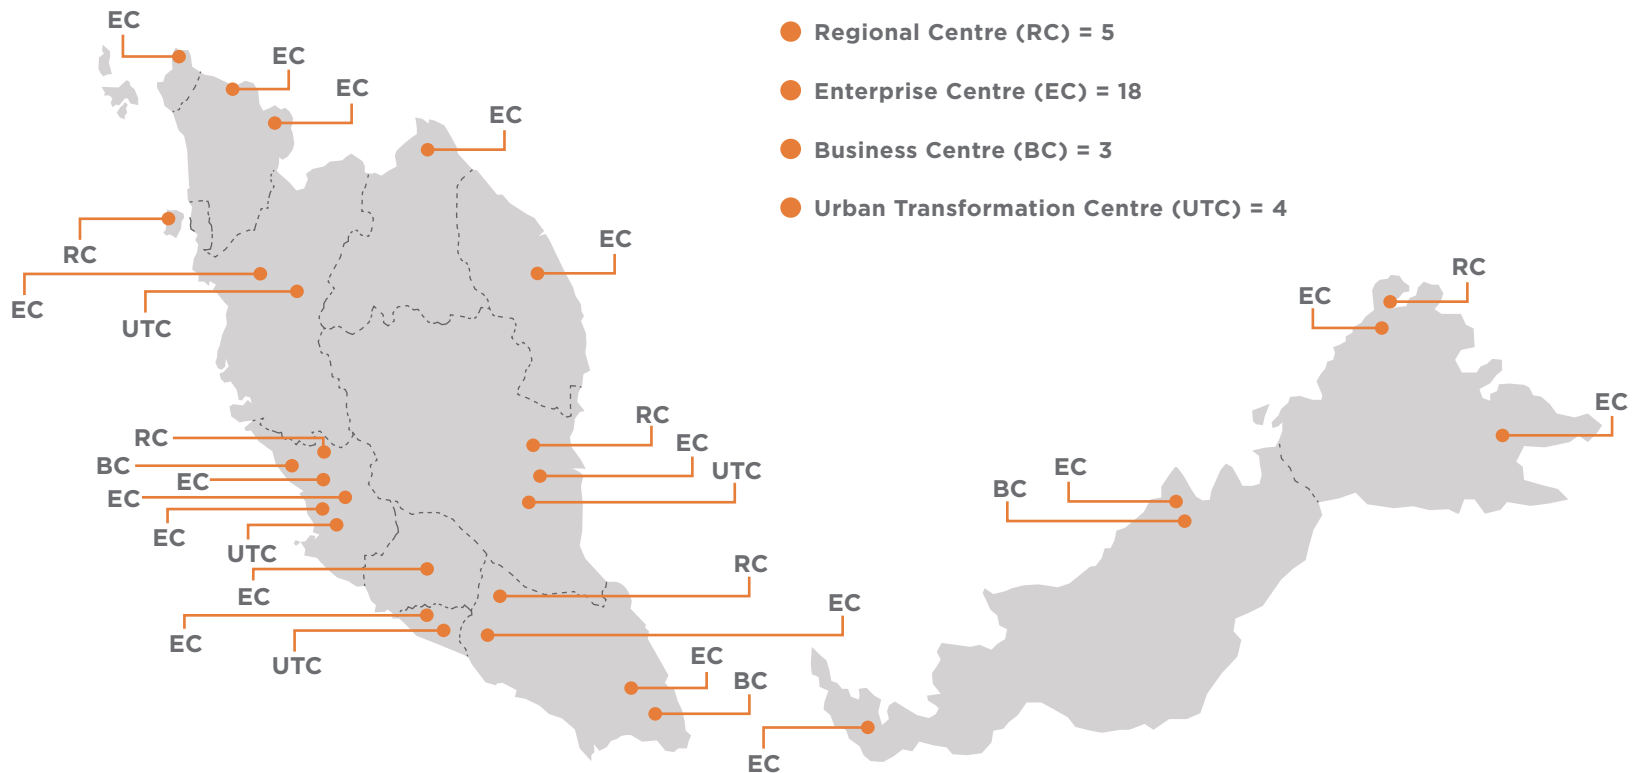 EC
Regional Centre (RC) = 5
EC
EC
Enterprise Centre (EC) = 18
EC
Business Centre (BC) = 3
Urban Transformation Centre (UTC) = 4
EC
RC
RC
EC
EC
UTC
EC
RC
RC
EC
BC
EC
UTC
EC
EC
BC
EC
EC
UTC
RC
EC
EC
EC
UTC
EC
BC
EC